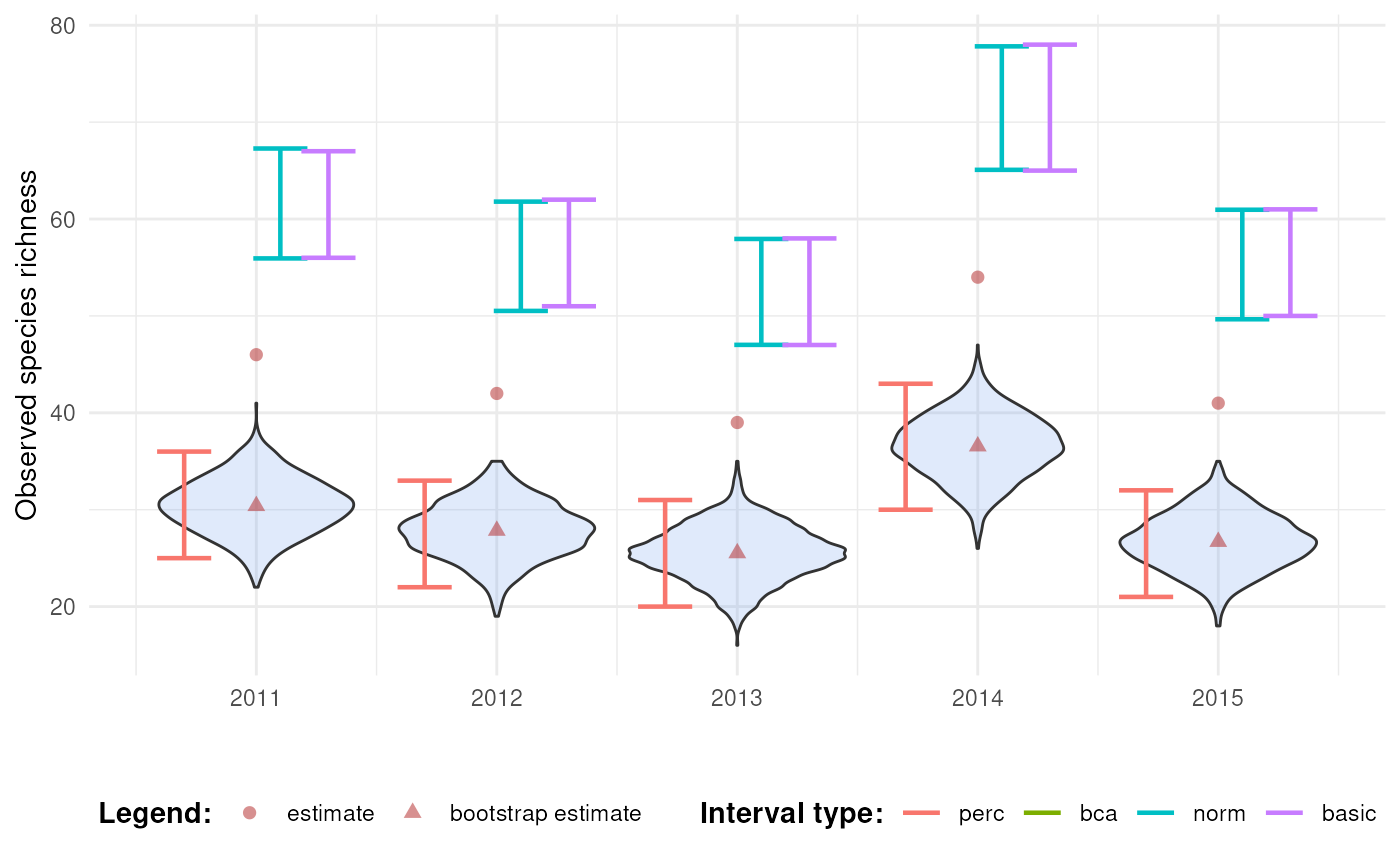 Observed species richness
80
60
40
20
2011 2012 2013 2014 2015
Legend: estimate bootstrap estimate Interval type: perc bca norm basic